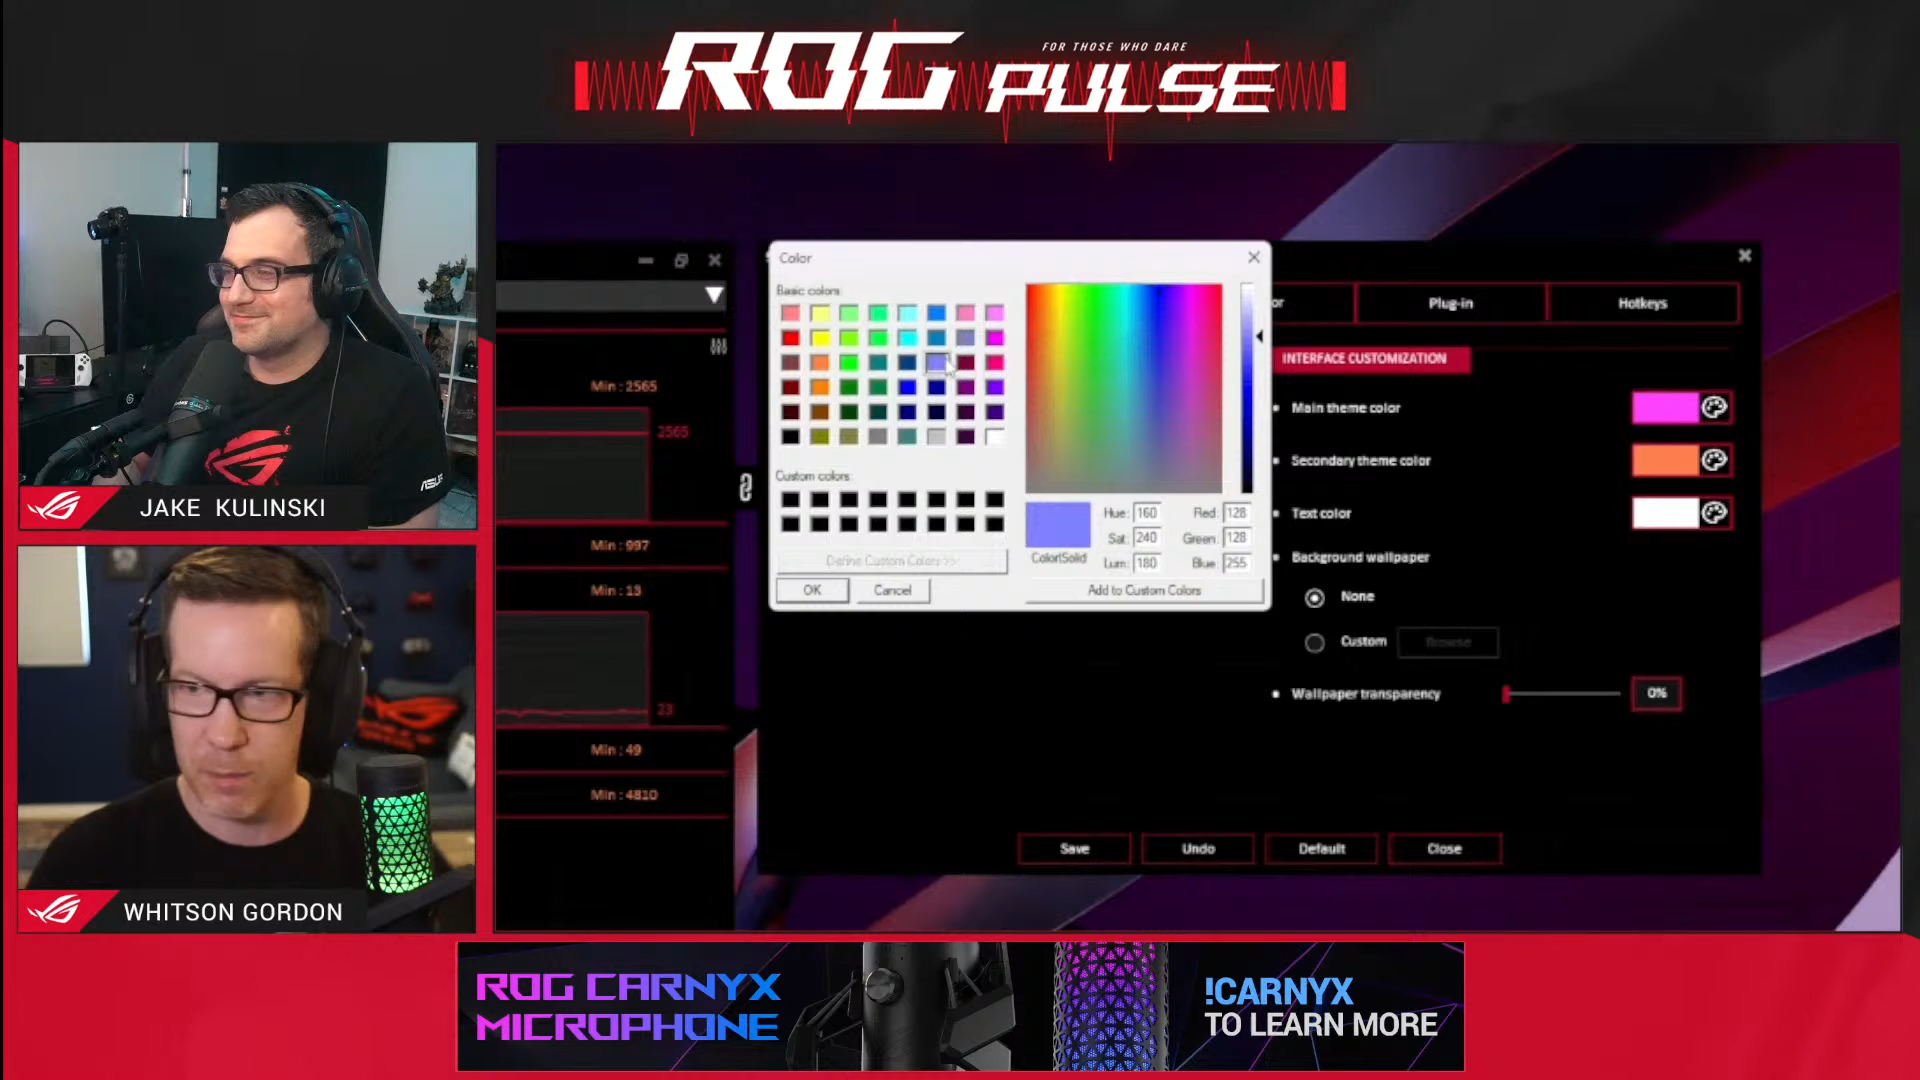 ROG PULSE
FOR THOSE WHO DARE
JAKE KULINSKI
WHITSON GORDON
Min : 2565
2565
Min : 997
Min : 13
23
Min : 49
Min : 4810
Color
Basic colors:
Custom colors:
Define Custom Colors >>
OK
Cancel
Hue: 160
Sat: 240
Lum: 180
Red: 128
Green: 128
Blue: 255
Color|Solid
Add to Custom Colors
or
Plug-in
Hotkeys
INTERFACE CUSTOMIZATION
Main theme color
Secondary theme color
Text color
Background wallpaper
None
Custom
Browse
Wallpaper transparency
0%
Save
Undo
Default
Close
ROG CARNYX
MICROPHONE
!CARNYX
TO LEARN MORE